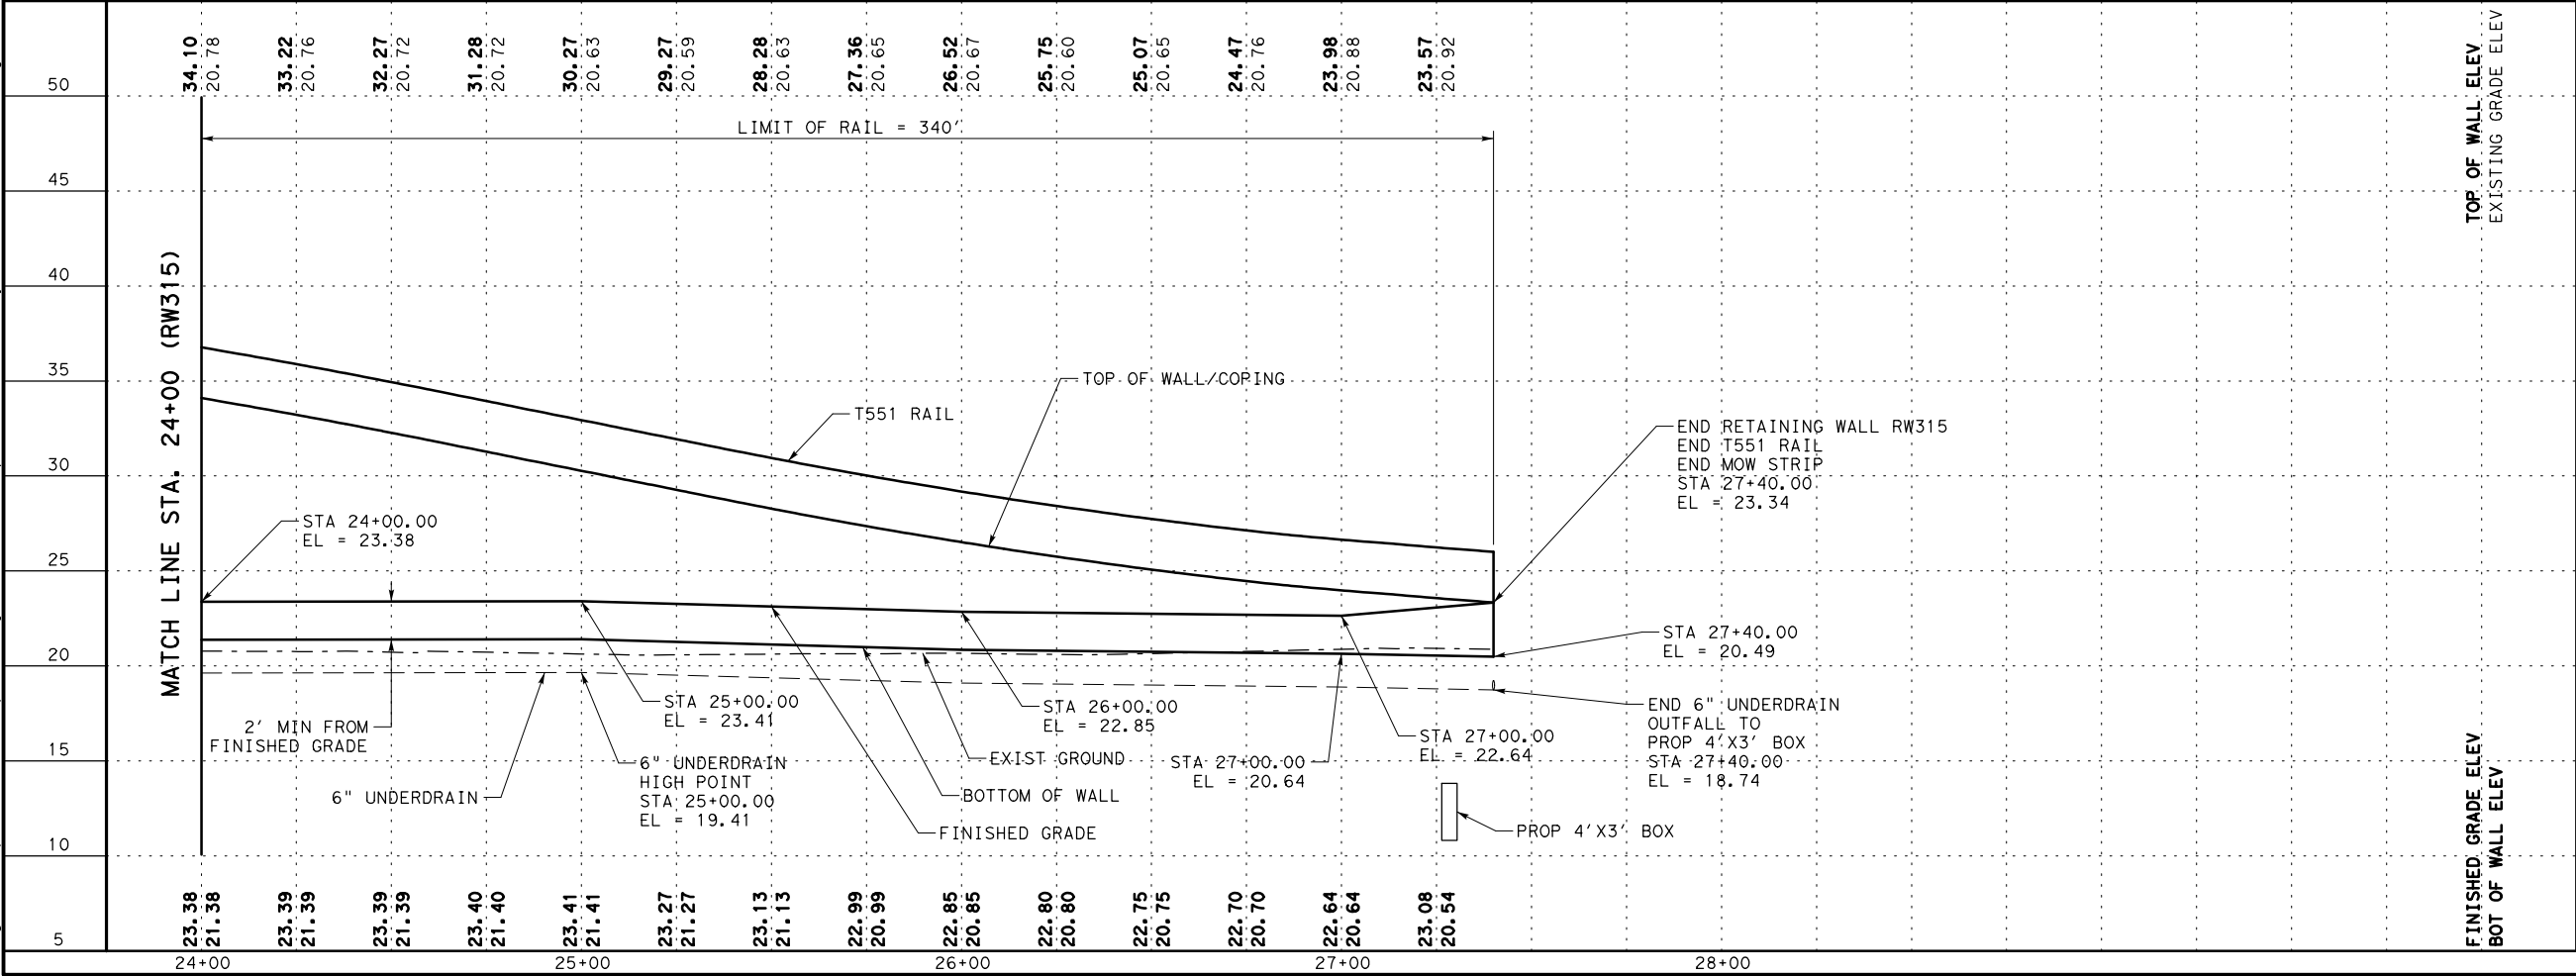 34.10
20.78
33.22
20.76
32.27
20.72
31.28
20.72
30.27
20.63
29.27
20.59
28.28
20.63
27.36
20.65
26.52
20.67
25.75
20.60
25.07
20.65
24.47
20.76
23.98
20.88
23.57
20.92
TOP OF WALL ELEV
EXISTING GRADE ELEV
50
45
40
35
30
25
20
15
10
5
LIMIT OF RAIL = 340'
MATCH LINE STA. 24+00 (RW315)
TOP OF WALL/COPING
T551 RAIL
END RETAINING WALL RW315
END T551 RAIL
END MOW STRIP
STA 27+40.00
EL = 23.34
STA 24+00.00
EL = 23.38
STA 27+40.00
EL = 20.49
STA 25+00.00
EL = 23.41
STA 26+00.00
EL = 22.85
2' MIN FROM
FINISHED GRADE
END 6" UNDERDRAIN
OUTFALL TO
PROP 4'X3' BOX
STA 27+40.00
EL = 18.74
STA 27+00.00
EL = 22.64
EXIST GROUND
STA 27+00.00
EL = 20.64
6" UNDERDRAIN
HIGH POINT
STA 25+00.00
EL = 19.41
6" UNDERDRAIN
BOTTOM OF WALL
FINISHED GRADE
PROP 4'X3' BOX
23.38
21.38
23.39
21.39
23.39
21.39
23.40
21.40
23.41
21.41
23.27
21.27
23.13
21.13
22.99
20.99
22.85
20.85
22.80
20.80
22.75
20.75
22.70
20.70
22.64
20.64
23.08
20.54
FINISHED GRADE ELEV
BOT OF WALL ELEV
24+00
25+00
26+00
27+00
28+00